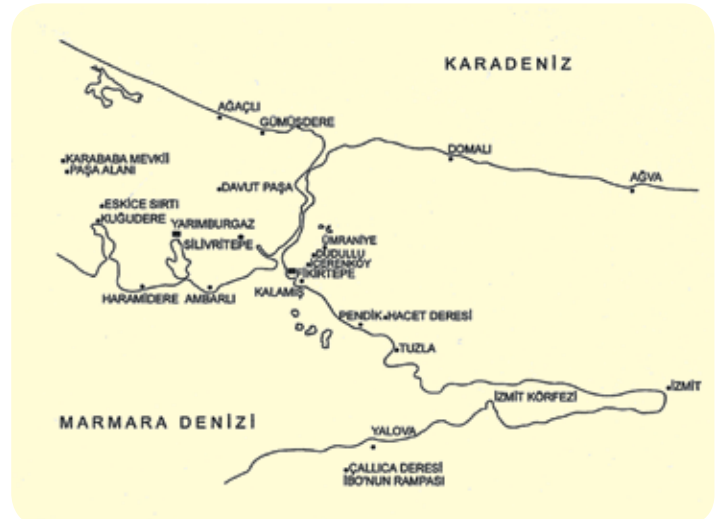 KARADENİZ
AĞAÇLI
GÜMÜŞDERE
DOMALI
KARABABA MEVKİİ
PAŞA ALANI
AĞVA
DAVUT PAŞA
ESKİCE SIRTI
KUĞUDERE
YARIMBURGAZ
SİLİVRİTEPE
ÜMRANİYE
DUDULLU
İÇERENKÖY
FİKİRTEPE
KALAMIŞ
HARAMİDERE
AMBARLI
PENDİK
HACET DERESİ
TUZLA
İZMİT
İZMİT KÖRFEZİ
MARMARA DENİZİ
YALOVA
ÇALLICA DERESİ
İBO'NUN RAMPASI